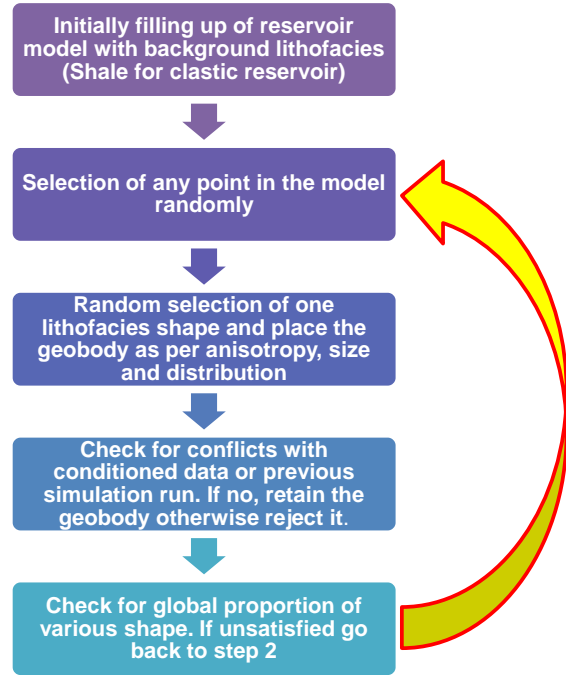 Initially filling up of reservoir
model with background lithofacies
(Shale for clastic reservoir)
Selection of any point in the model
randomly
Random selection of one
lithofacies shape and place the
geobody as per anisotropy, size
and distribution
Check for conflicts with
conditioned data or previous
simulation run. If no, retain the
geobody otherwise reject it.
Check for global proportion of
various shape. If unsatisfied go
back to step 2